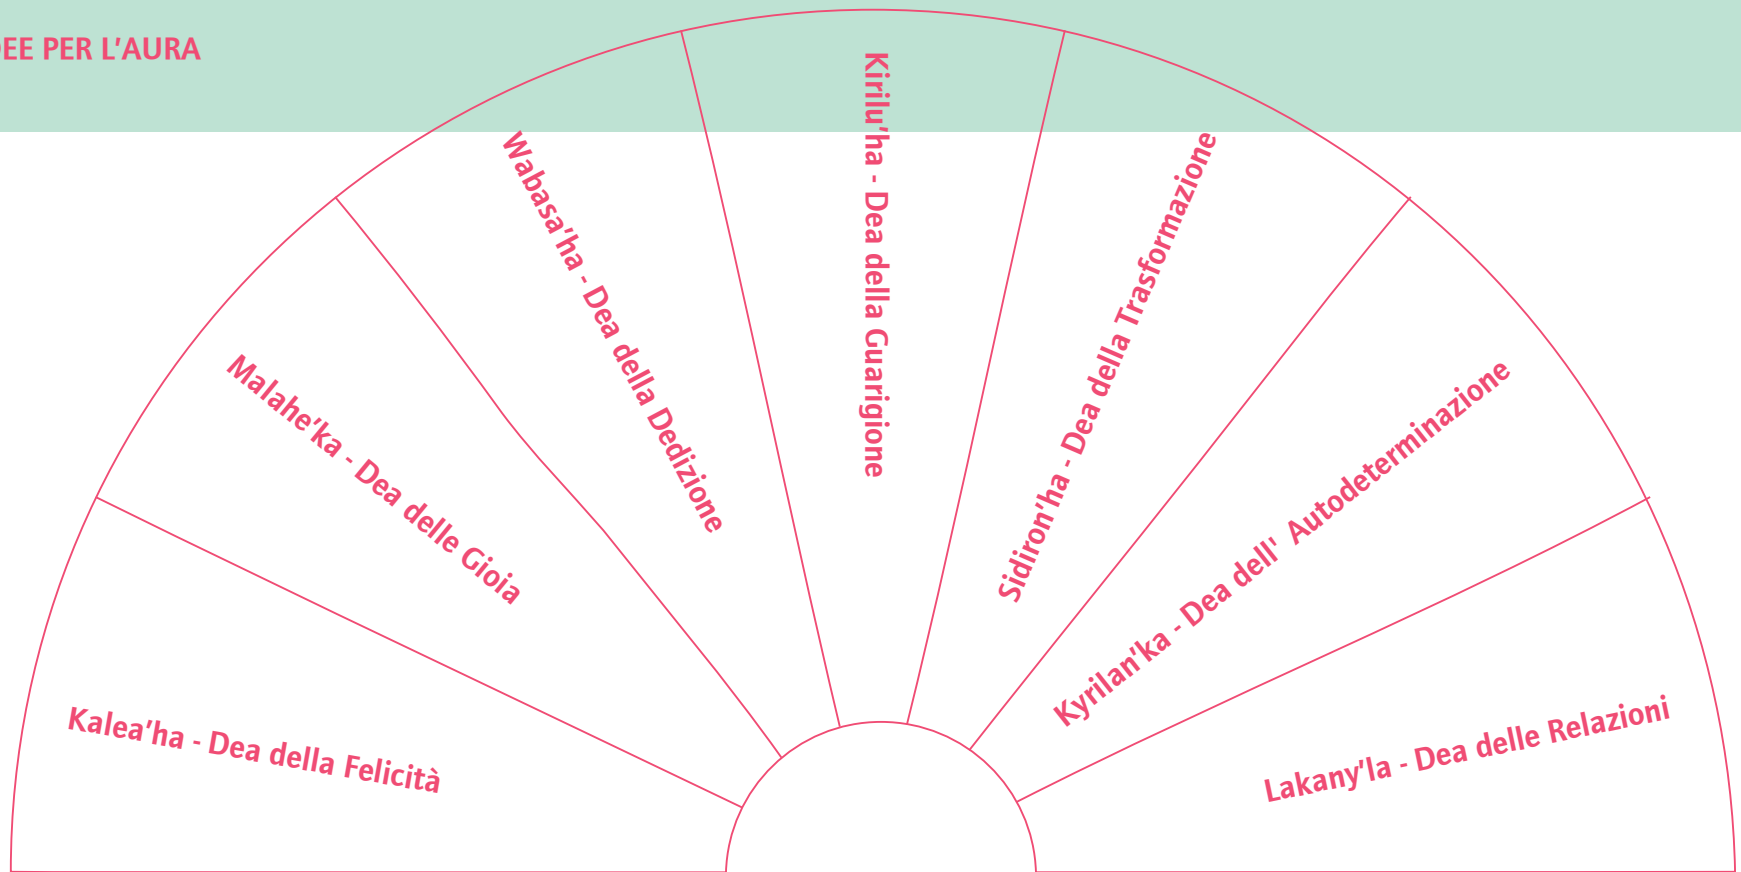 EE PER L'AURA
Kalea'ha - Dea della Felicità
Malahe'ka - Dea delle Gioia
Wabasa'ha - Dea della Dedizione
Kirilu'ha - Dea della Guarigione
Sidiron'ha - Dea della Trasformazione
Kyrilan'ka - Dea dell' Autodeterminazione
Lakany'la - Dea delle Relazioni